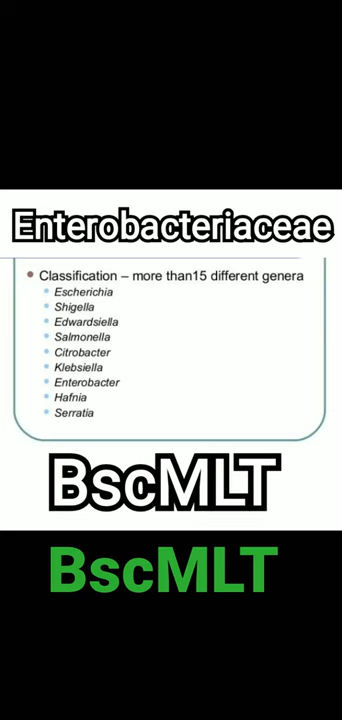 Enterobacteriaceae
• Classification – more than15 different genera
• Escherichia
• Shigella
• Edwardsiella
• Salmonella
• Citrobacter
• Klebsiella
• Enterobacter
• Hafnia
• Serratia
BscMLT
BscMLT